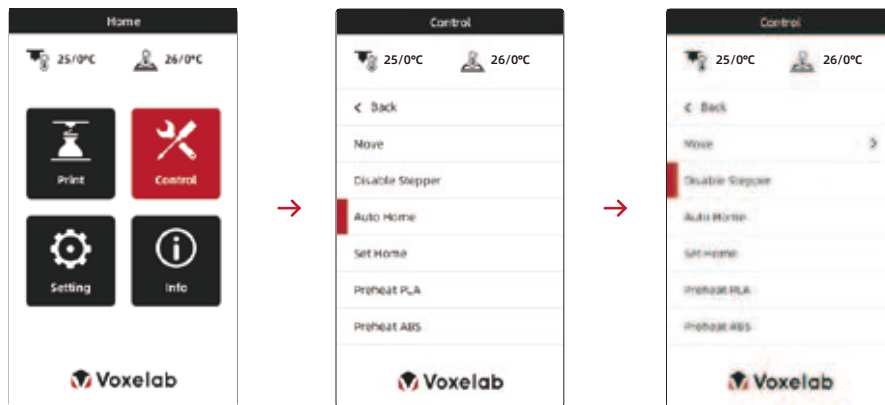 Home
25/0°C 26/0°C
Print Control
Setting Info
Voxelab
Control
25/0°C 26/0°C
< Back
Move
Disable Stepper
Auto Home
Set Home
Preheat PLA
Preheat ABS
Voxelab
Control
25/0°C 26/0°C
< Back
Move >
Disable Stepper
Auto Home
Set Home
Preheat PLA
Preheat ABS
Voxelab